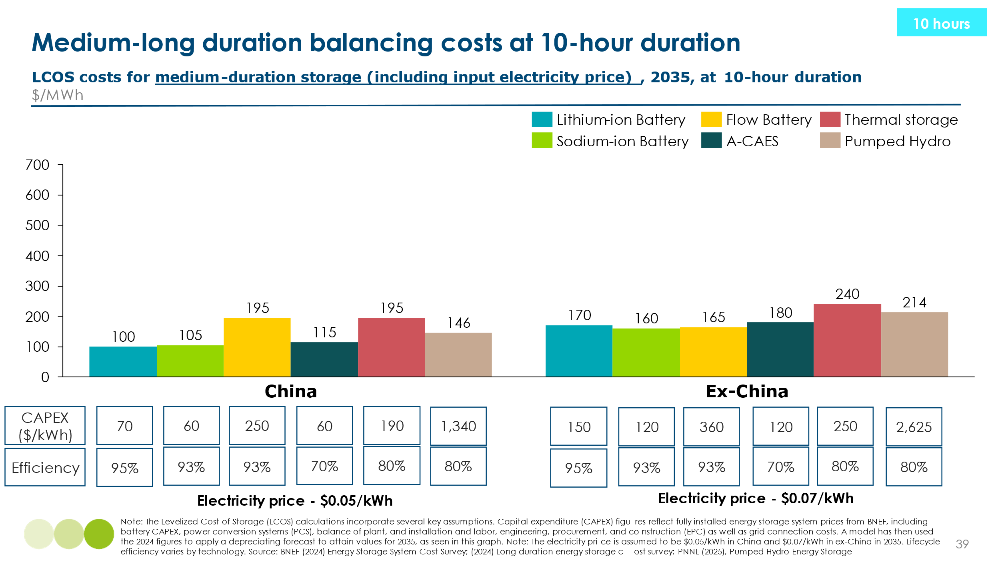 10 hours
Medium-long duration balancing costs at 10-hour duration
LCOS costs for medium-duration storage (including input electricity price) , 2035, at 10-hour duration
$/MWh
Lithium-ion Battery Flow Battery Thermal storage
Sodium-ion Battery A-CAES Pumped Hydro
700
600
500
400
300
200
100
0
100 105 195 115 195 146 170 160 165 180 240 214
China Ex-China
CAPEX
($/kWh)
70 60 250 60 190 1,340 150 120 360 120 250 2,625
Efficiency 95% 93% 93% 70% 80% 80% 95% 93% 93% 70% 80% 80%
Electricity price - $0.05/kWh Electricity price - $0.07/kWh
Note: The Levelized Cost of Storage (LCOS) calculations incorporate several key assumptions. Capital expenditure (CAPEX) figu res reflect fully installed energy storage system prices from BNEF, including
battery CAPEX, power conversion systems (PCS), balance of plant, and installation and labor, engineering, procurement, and co nstruction (EPC) as well as grid connection costs. A model has then used
the 2024 figures to apply a depreciating forecast to attain values for 2035, as seen in this graph. Note: The electricity pri ce is assumed to be $0.05/kWh in China and $0.07/kWh in ex-China in 2035. Lifecycle
efficiency varies by technology. Source: BNEF (2024) Energy Storage System Cost Survey; (2024) Long duration energy storage c ost survey; PNNL (2025), Pumped Hydro Energy Storage
39